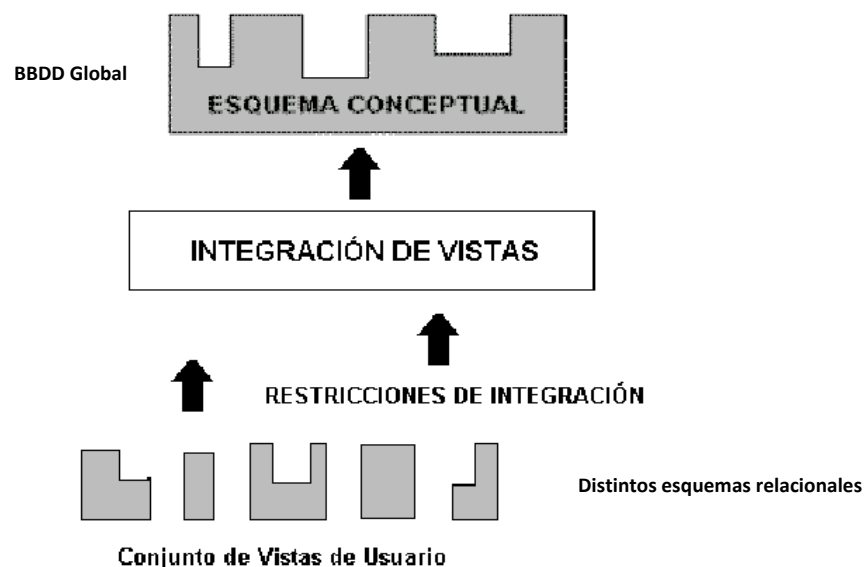 BBDD Global
ESQUEMA CONCEPTUAL
INTEGRACIÓN DE VISTAS
RESTRICCIONES DE INTEGRACIÓN
Distintos esquemas relacionales
Conjunto de Vistas de Usuario